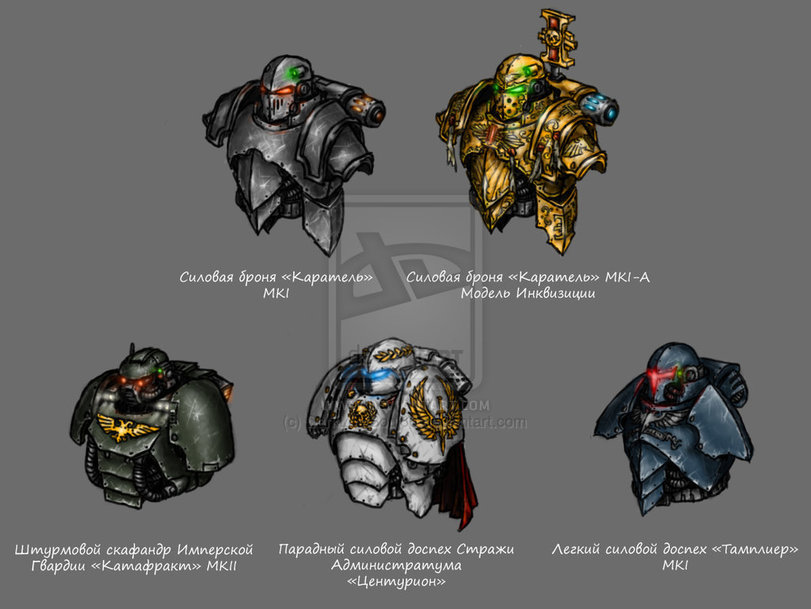 Силовая броня «Каратель»
MKI
Силовая броня «Каратель» MKI-A
Модель Инквизиции
Штурмовой скафандр Имперской
Гвардии «Катафракт» MKII
Парадный силовой доспех Стражи
Администратума
«Центурион»
Легкий силовой доспех «Тамплиер»
MKI